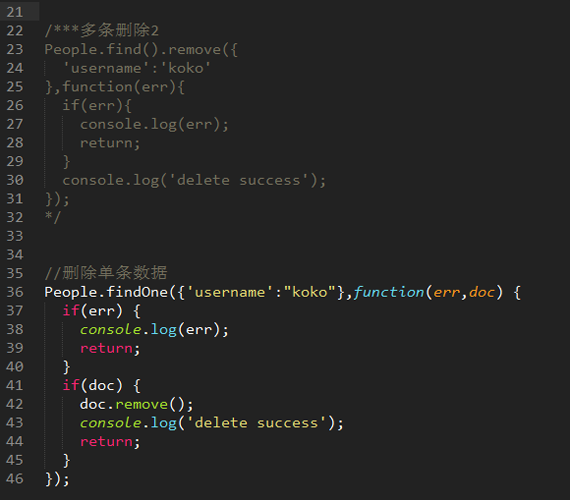 21
22 /***多条删除2
23 People.find().remove({
24   'username':'koko'
25 },function(err){
26   if(err){
27     console.log(err);
28     return;
29   }
30   console.log('delete success');
31 });
32 */
33
34
35 //删除单条数据
36 People.findOne({'username':"koko"},function(err,doc) {
37   if(err) {
38     console.log(err);
39     return;
40   }
41   if(doc) {
42     doc.remove();
43     console.log('delete success');
44     return;
45   }
46 });